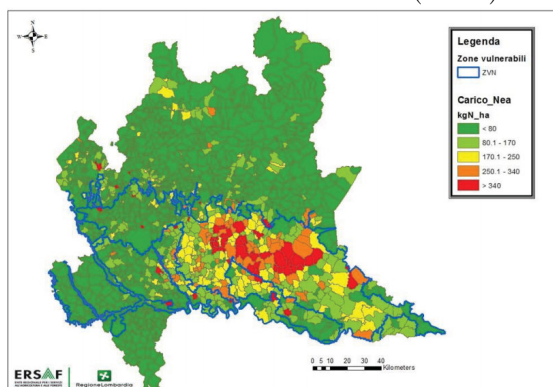 N
Legenda
Zone vulnerabili
ZVN
Carico_Nea
kgN_ha
< 80
80.1 - 170
170.1 - 250
250.1 - 340
> 340
0 5 10 20 30 40
Kilometers
ERSAF
RegioneLombardia